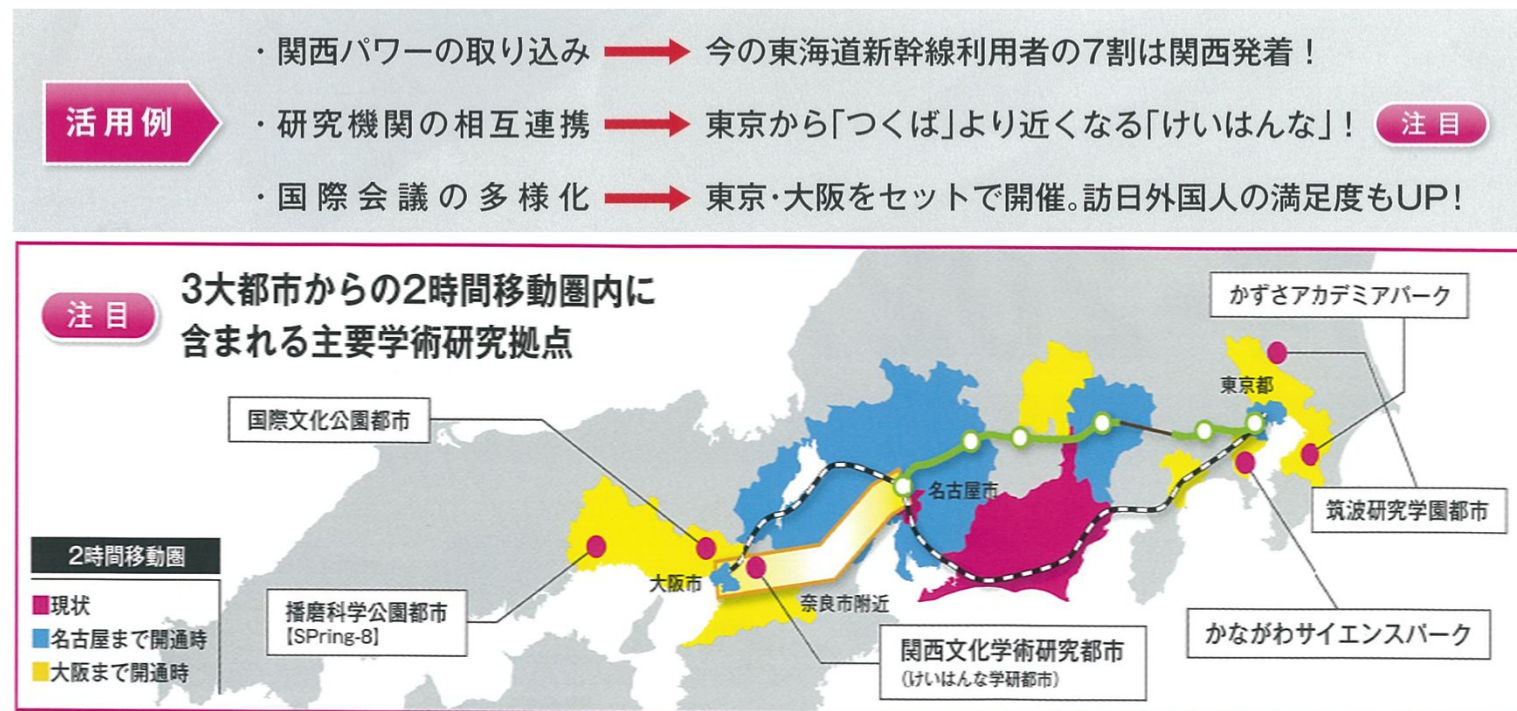 活用例
・関西パワーの取り込み 今の東海道新幹線利用者の7割は関西発着！
・研究機関の相互連携 東京から「つくば」より近くなる「けいはんな」！ 注目
・国際会議の多様化 東京・大阪をセットで開催。訪日外国人の満足度もUP！
注目
3大都市からの2時間移動圏内に
含まれる主要学術研究拠点
かずさアカデミアパーク
東京都
国際文化公園都市
名古屋市
筑波研究学園都市
2時間移動圏
現状
名古屋まで開通時
大阪まで開通時
大阪市
奈良市附近
播磨科学公園都市
【SPring-8】
かながわサイエンスパーク
関西文化学術研究都市
(けいはんな学研都市)